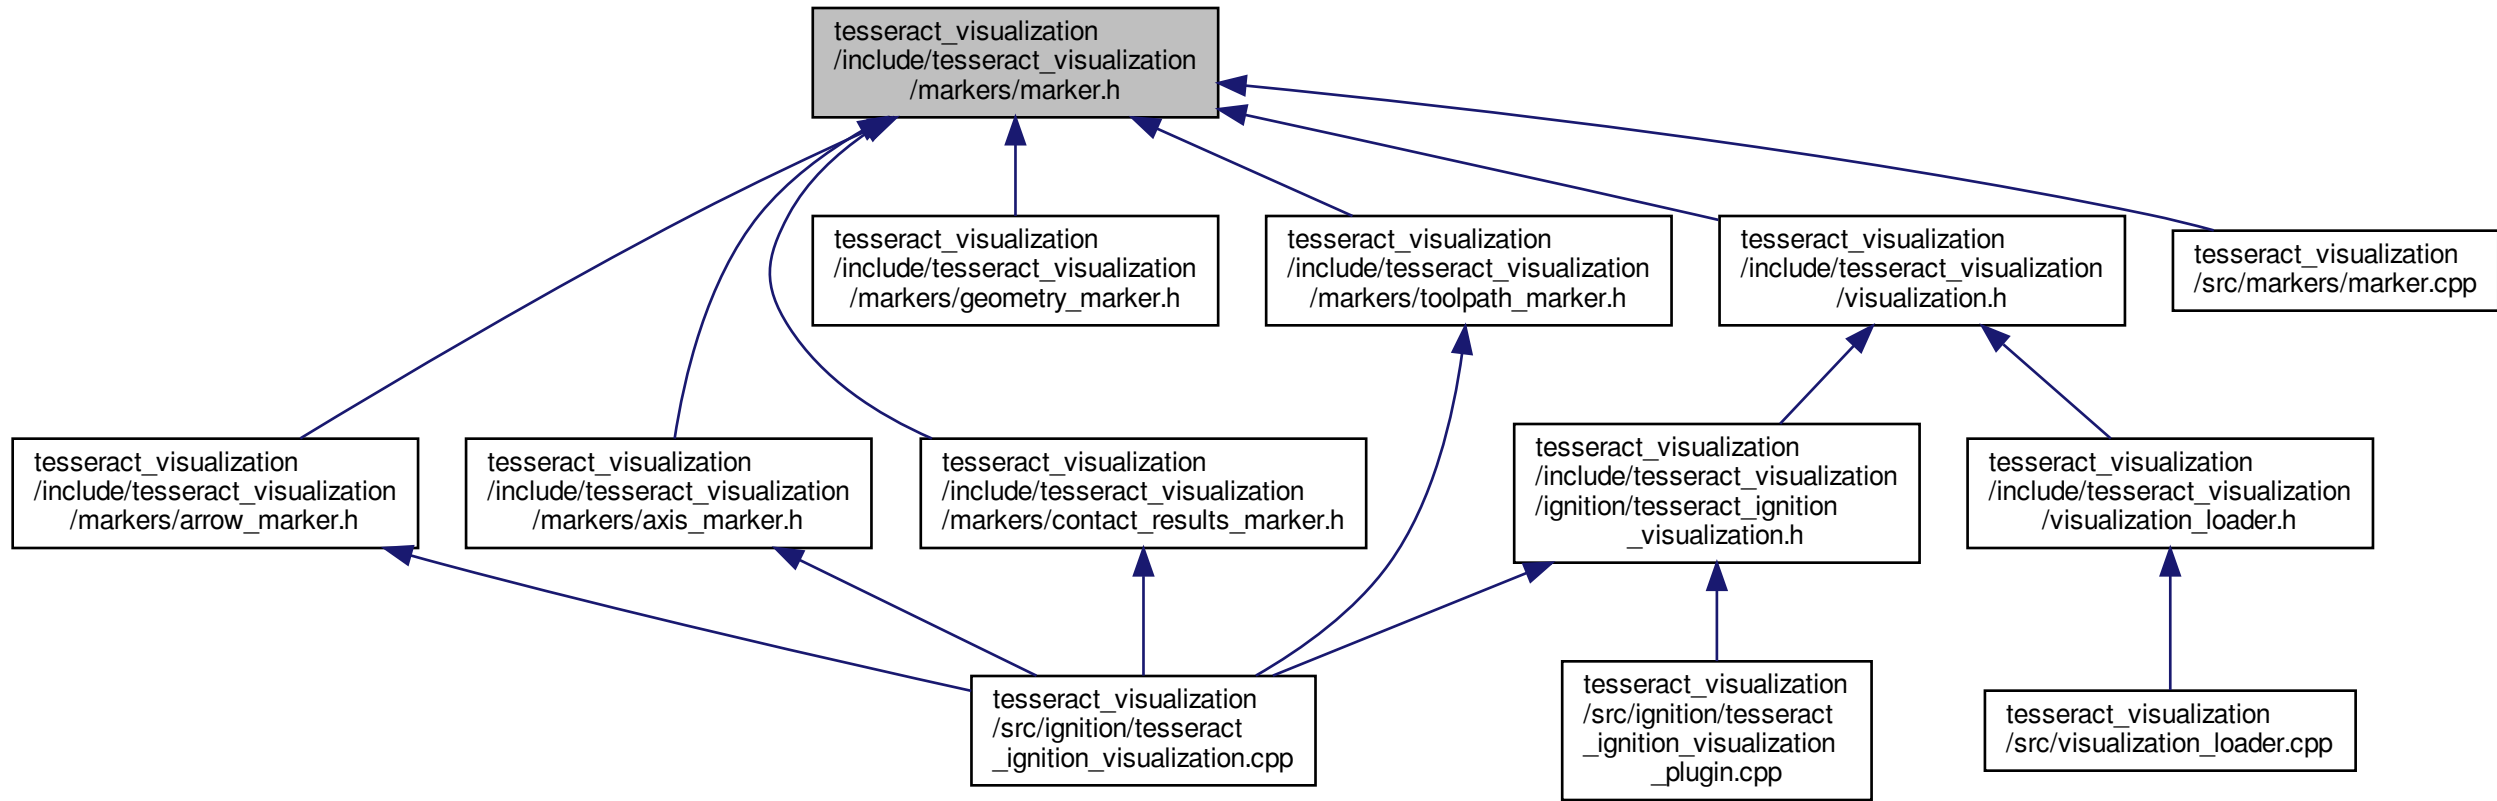 tesseract_visualization
/include/tesseract_visualization
/markers/marker.h
tesseract_visualization
/include/tesseract_visualization
/markers/geometry_marker.h
tesseract_visualization
/include/tesseract_visualization
/markers/toolpath_marker.h
tesseract_visualization
/include/tesseract_visualization
/visualization.h
tesseract_visualization
/src/markers/marker.cpp
tesseract_visualization
/include/tesseract_visualization
/markers/arrow_marker.h
tesseract_visualization
/include/tesseract_visualization
/markers/axis_marker.h
tesseract_visualization
/include/tesseract_visualization
/markers/contact_results_marker.h
tesseract_visualization
/include/tesseract_visualization
/ignition/tesseract_ignition
_visualization.h
tesseract_visualization
/include/tesseract_visualization
/visualization_loader.h
tesseract_visualization
/src/ignition/tesseract
_ignition_visualization.cpp
tesseract_visualization
/src/ignition/tesseract
_ignition_visualization
_plugin.cpp
tesseract_visualization
/src/visualization_loader.cpp